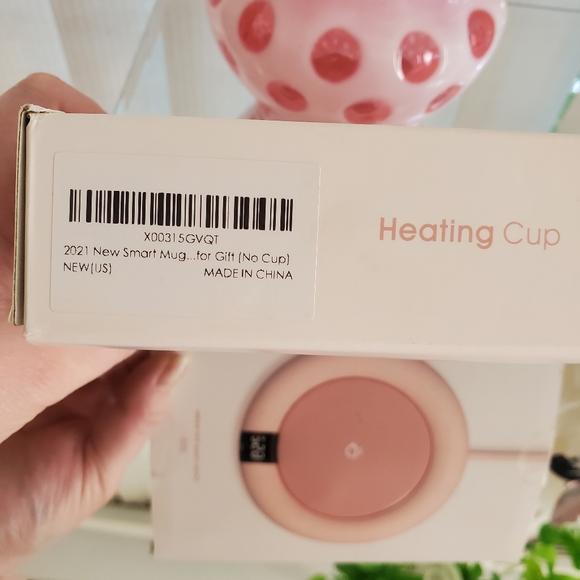 X00315GVQT
2021 New Smart Mug...for Gift (No Cup)
NEW(US) MADE IN CHINA
Heating Cup